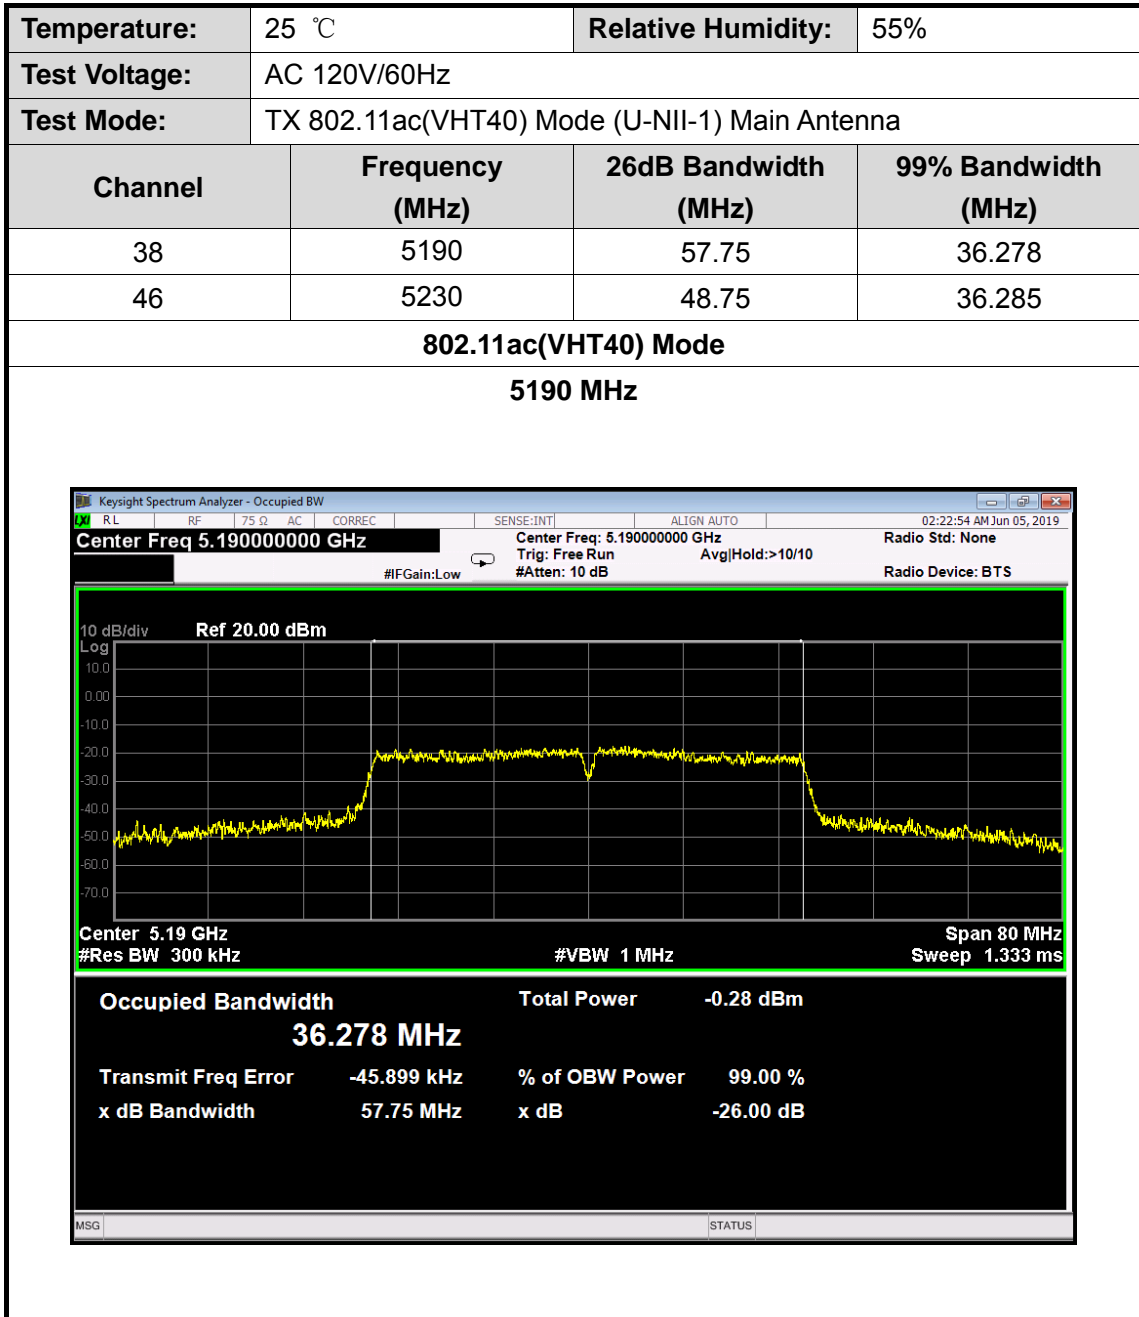 Temperature: 25 ℃ Relative Humidity: 55%
Test Voltage: AC 120V/60Hz
Test Mode: TX 802.11ac(VHT40) Mode (U-NII-1) Main Antenna
Channel Frequency (MHz) 26dB Bandwidth (MHz) 99% Bandwidth (MHz)
38 5190 57.75 36.278
46 5230 48.75 36.285
802.11ac(VHT40) Mode
5190 MHz
Keysight Spectrum Analyzer - Occupied BW
LXI RL RF 75 Ω AC CORREC SENSE:INT ALIGN AUTO 02:22:54 AM Jun 05, 2019
Center Freq 5.190000000 GHz Center Freq: 5.190000000 GHz Radio Std: None
Trig: Free Run Avg|Hold:>10/10
#IFGain:Low #Atten: 10 dB Radio Device: BTS
10 dB/div Ref 20.00 dBm
Log
10.0
0.00
-10.0
-20.0
-30.0
-40.0
-50.0
-60.0
-70.0
Center 5.19 GHz Span 80 MHz
#Res BW 300 kHz #VBW 1 MHz Sweep 1.333 ms
Occupied Bandwidth Total Power -0.28 dBm
36.278 MHz
Transmit Freq Error -45.899 kHz % of OBW Power 99.00 %
x dB Bandwidth 57.75 MHz x dB -26.00 dB
MSG STATUS